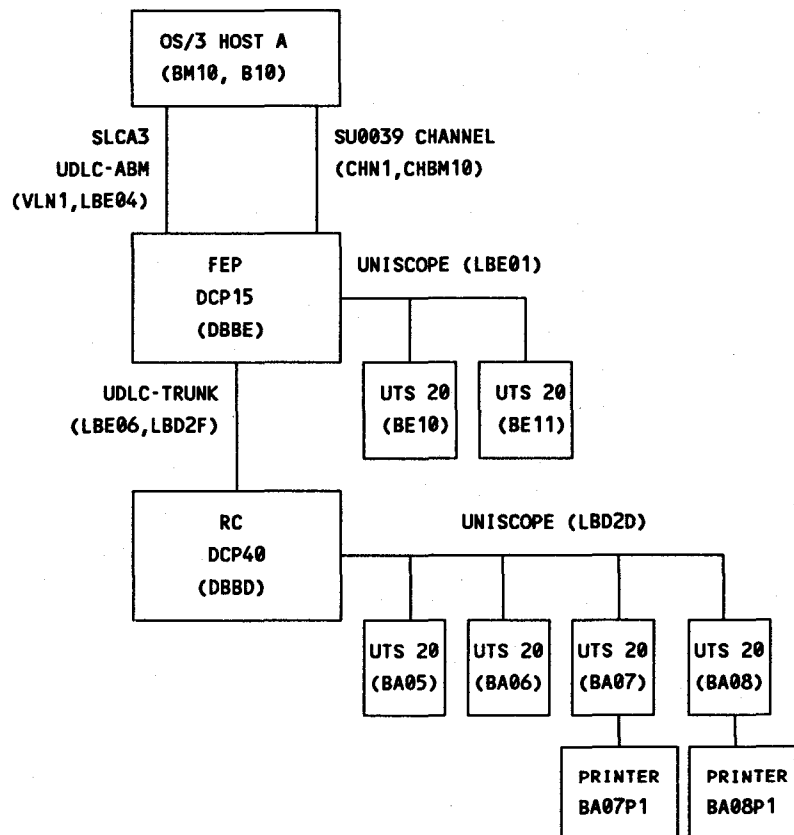 OS/3 HOST A
(BM10, B10)
SLCA3
UDLC-ABM
(VLN1,LBE04)
SU0039 CHANNEL
(CHN1,CHBM10)
FEP
DCP15
(DBBE)
UNISCOPE (LBE01)
UTS 20
(BE10)
UTS 20
(BE11)
UDLC-TRUNK
(LBE06,LBD2F)
RC
DCP40
(DBBD)
UNISCOPE (LBD2D)
UTS 20
(BA05)
UTS 20
(BA06)
UTS 20
(BA07)
UTS 20
(BA08)
PRINTER
BA07P1
PRINTER
BA08P1